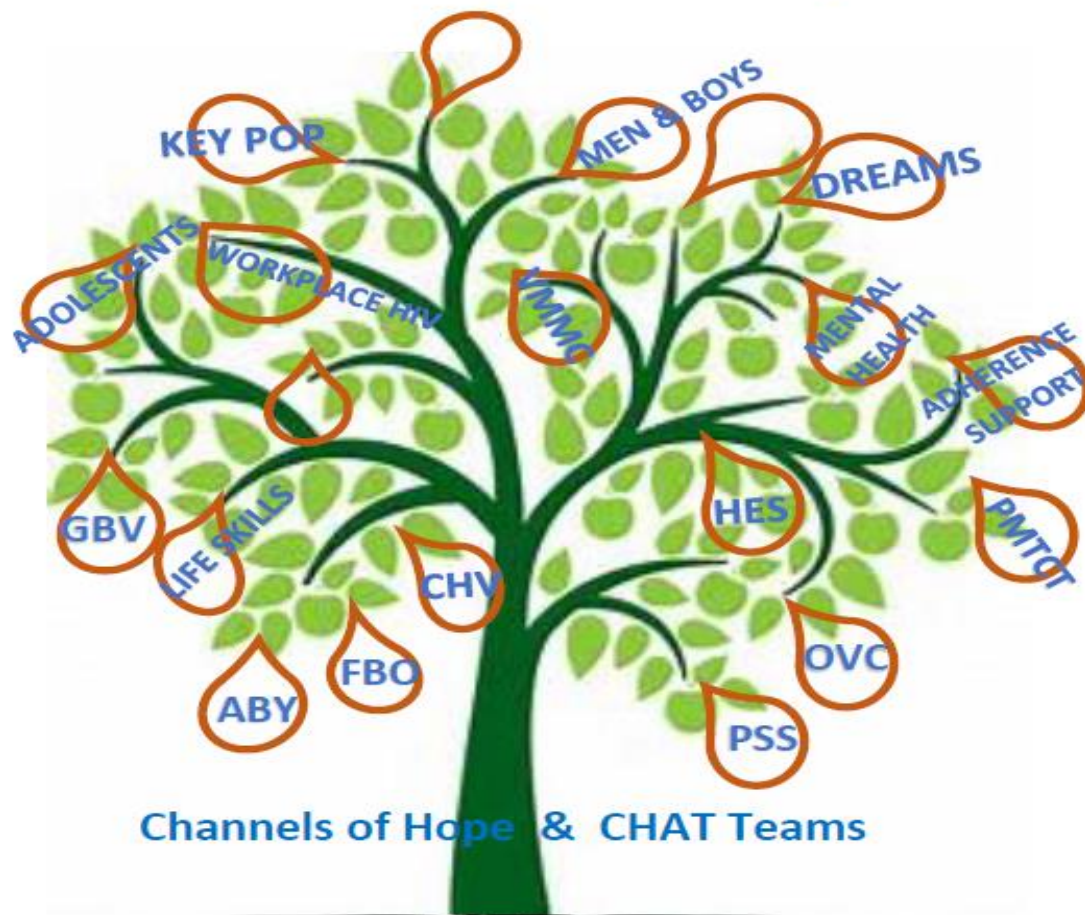 MEN & BOYS
KEY POP
DREAMS
ADOLESCENTS
WORKPLACE HIV
VMMC
MENTAL
HEALTH
ADHERENCE
SUPPORT
GBV
LIFE SKILLS
HES
PMTCT
CHV
FBO
OVC
ABY
PSS
Channels of Hope & CHAT Teams